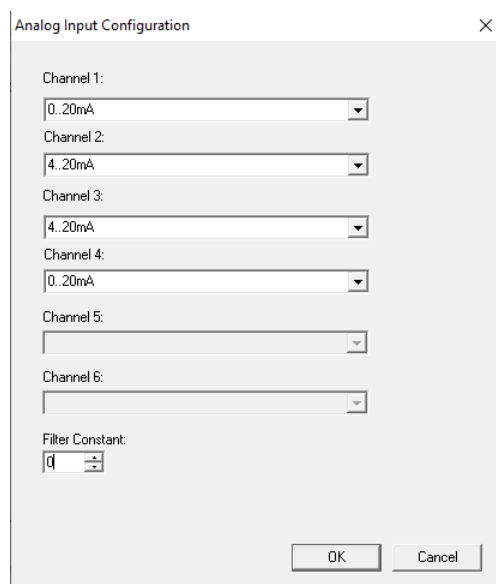 Analog Input Configuration
Channel 1:
0..20mA
Channel 2:
4..20mA
Channel 3:
4..20mA
Channel 4:
0..20mA
Channel 5:
Channel 6:
Filter Constant:
0
OK Cancel